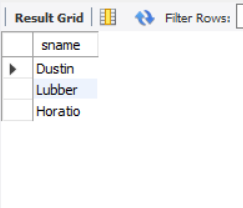 Result Grid Filter Rows:
sname
Dustin
Lubber
Horatio